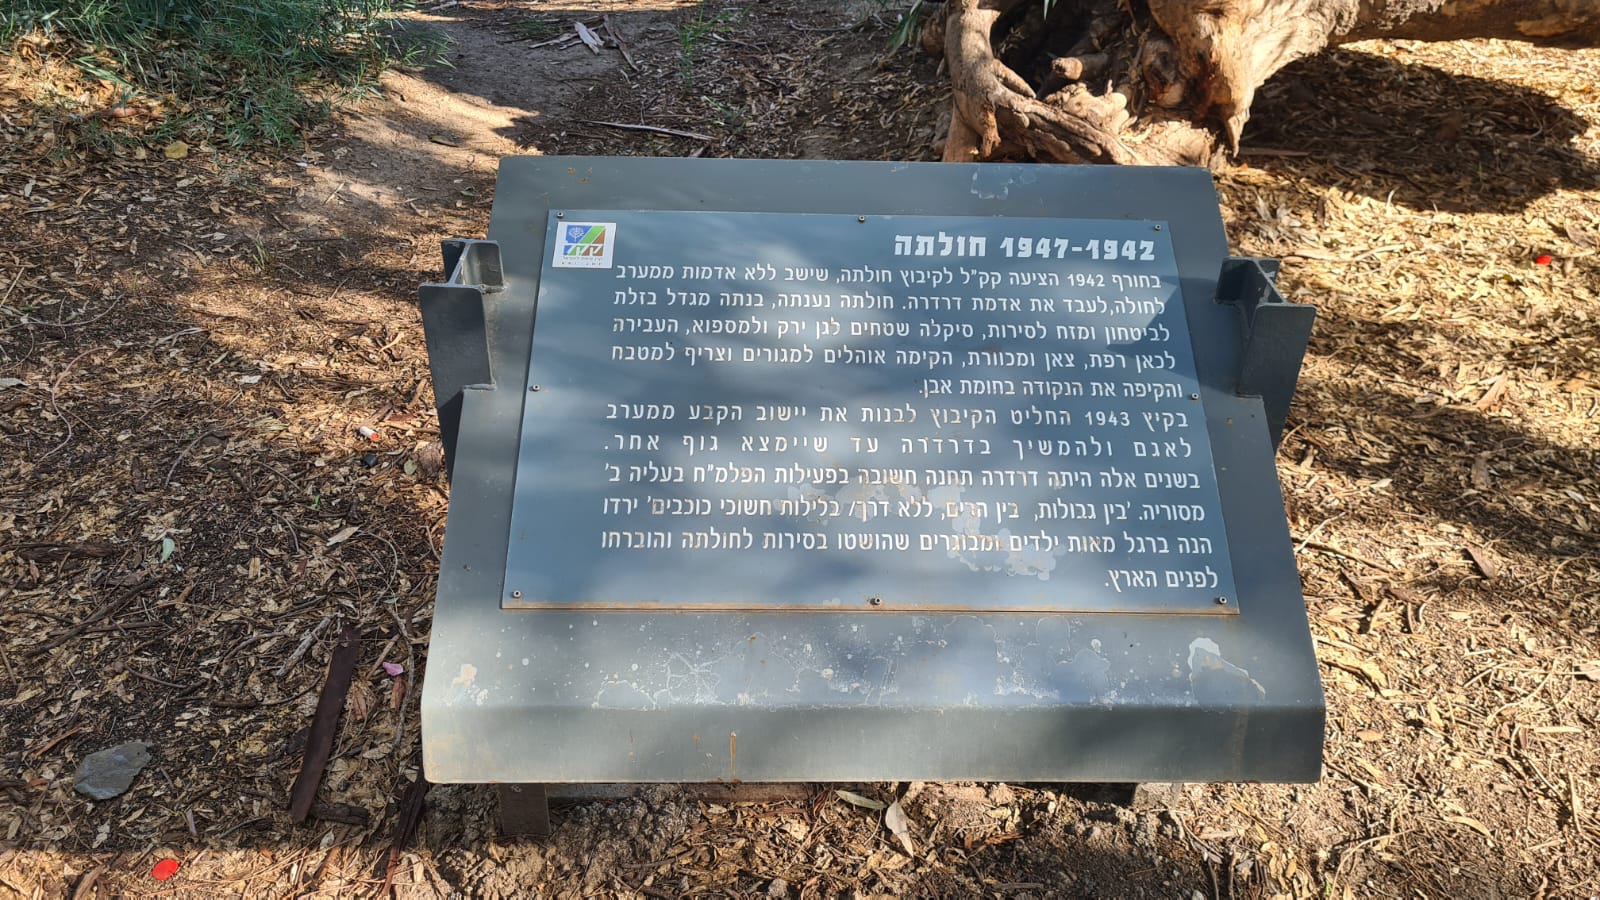 חולתה 1947-1942
בחורף 1942 הציעה קק"ל לקיבוץ חולתה, שישב ללא אדמות ממערב
לחולה,לעבד את אדמת דרדרה. חולתה נענתה, בנתה מגדל בזלת
לביטחון ומזח לסירות, סיקלה שטחים לגן ירק ולמספוא, העבירה
לכאן רפת, צאן ומכוורת, הקימה אוהלים למגורים וצריף למטבח
והקיפה את הנקודה בחומת אבן.
בקיץ 1943 החליט הקיבוץ לבנות את יישוב הקבע ממערב
לאגם ולהמשיך בדרדרה עד שיימצא גוף אחר.
בשנים אלה היתה דרדרה תחנה חשובה בפעילות הפלמ"ח בעליה ב'
מסוריה. 'בין גבולות, בין הרים, ללא דרך/ בלילות חשוכי כוכבים' ירדו
הנה ברגל מאות ילדים ומבוגרים שהושטו בסירות לחולתה והוברחו
לפנים הארץ.
קקל